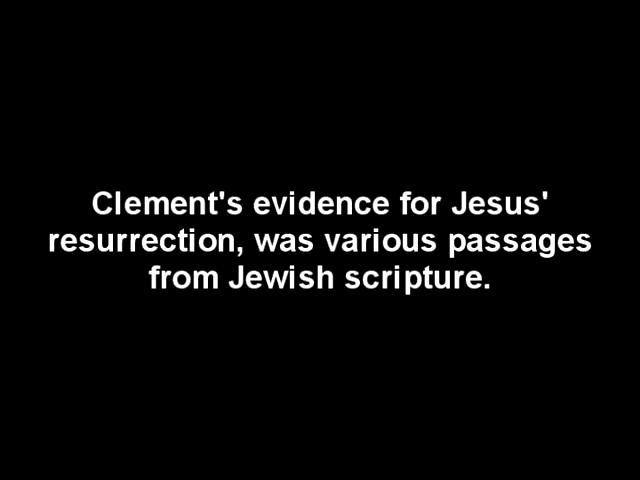 Clement's evidence for Jesus'
resurrection, was various passages
from Jewish scripture.